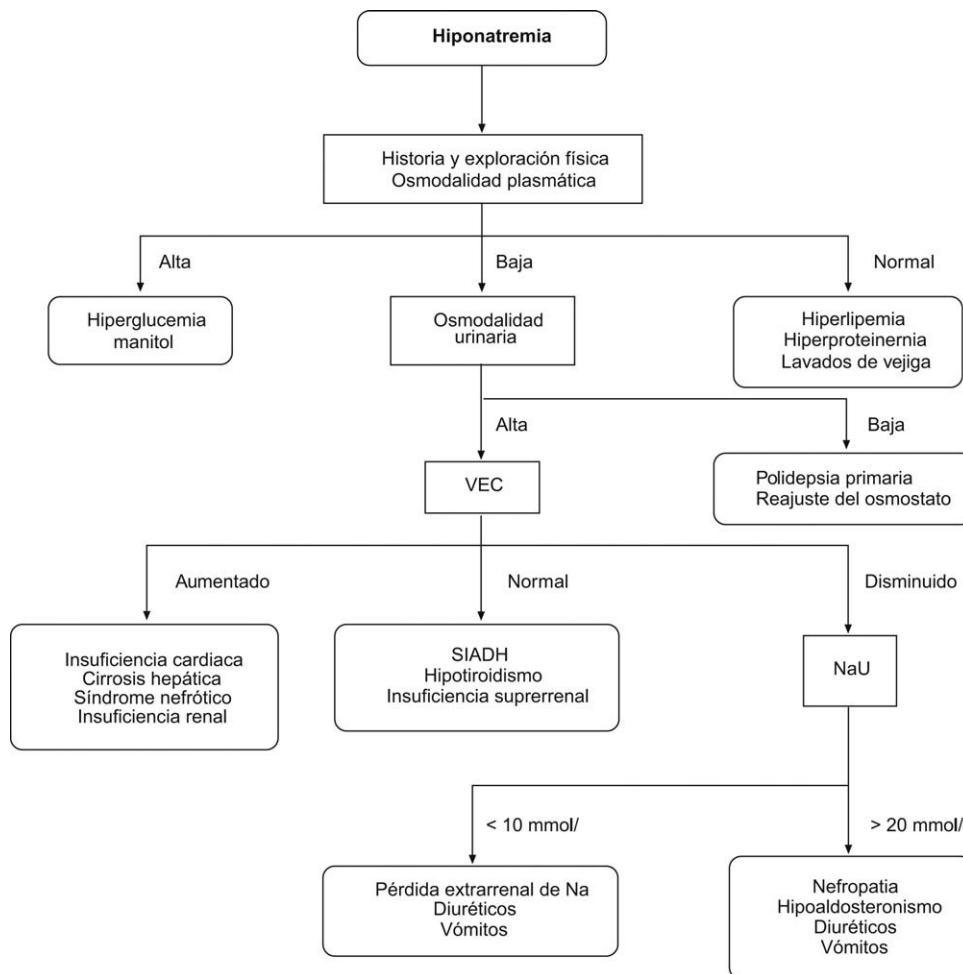 Hiponatremia
Historia y exploración física
Osmodalidad plasmática
Alta
Baja
Normal
Hiperglucemia
manitol
Osmodalidad
urinaria
Hiperlipemia
Hiperproteinernia
Lavados de vejiga
Alta
Baja
VEC
Polidepsia primaria
Reajuste del osmostato
Aumentado
Normal
Disminuido
Insuficiencia cardiaca
Cirrosis hepática
Síndrome nefrótico
Insuficiencia renal
SIADH
Hipotiroidismo
Insuficiencia suprerrenal
NaU
< 10 mmol/
> 20 mmol/
Pérdida extrarrenal de Na
Diuréticos
Vómitos
Nefropatia
Hipoaldosteronismo
Diuréticos
Vómitos